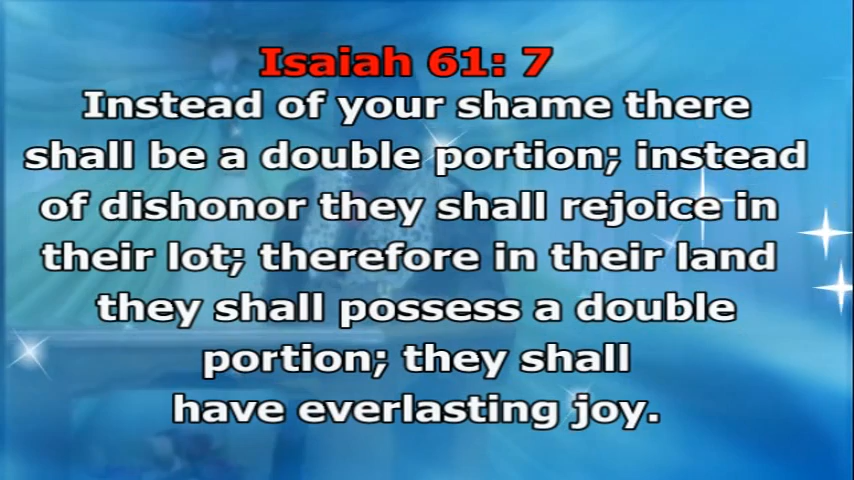 Isaiah 61: 7
Instead of your shame there
shall be a double portion; instead
of dishonor they shall rejoice in
their lot; therefore in their land
they shall possess a double
portion; they shall
have everlasting joy.